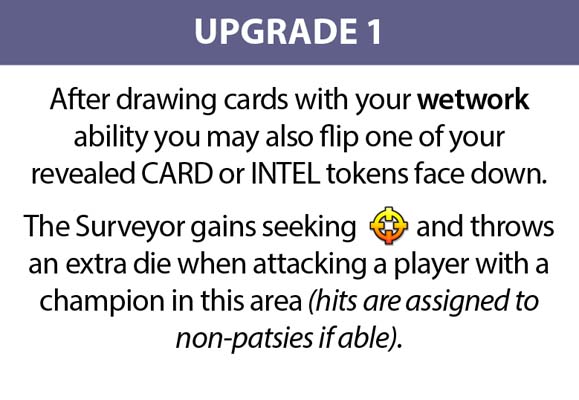 UPGRADE 1
After drawing cards with your wetwork
ability you may also flip one of your
revealed CARD or INTEL tokens face down.
The Surveyor gains seeking and throws
an extra die when attacking a player with a
champion in this area (hits are assigned to
non-patsies if able).